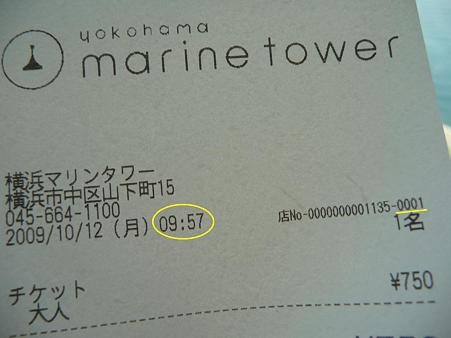 yokohama
marine tower
横浜マリンタワー
横浜市中区山下町15
045-664-1100
2009/10/12 (月) 09:57
店No-0000000001135-0001
1名
チケット
¥750
大人